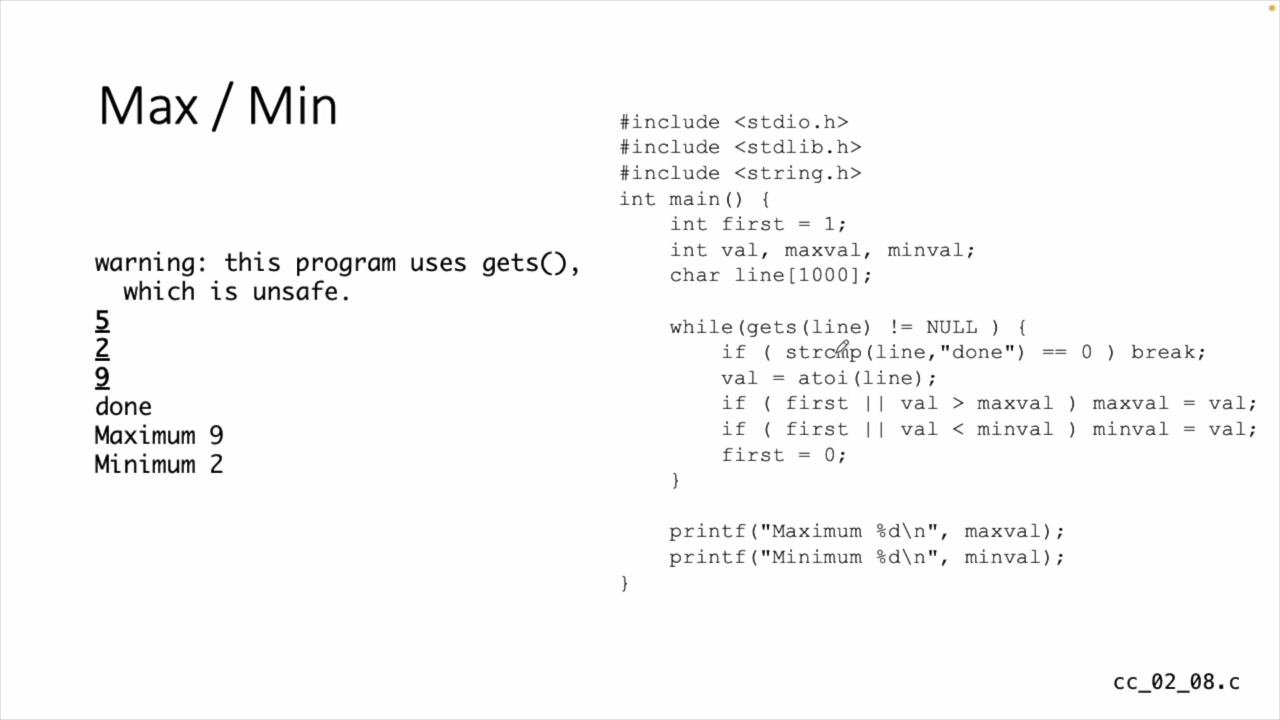 Max / Min
warning: this program uses gets(),
which is unsafe.
5
2
9
done
Maximum 9
Minimum 2
#include <stdio.h>
#include <stdlib.h>
#include <string.h>
int main() {
    int first = 1;
    int val, maxval, minval;
    char line[1000];
    while(gets(line) != NULL ) {
        if ( strcmp(line,"done") == 0 ) break;
        val = atoi(line);
        if ( first || val > maxval ) maxval = val;
        if ( first || val < minval ) minval = val;
        first = 0;
    }
    printf("Maximum %d\n", maxval);
    printf("Minimum %d\n", minval);
}
cc_02_08.c